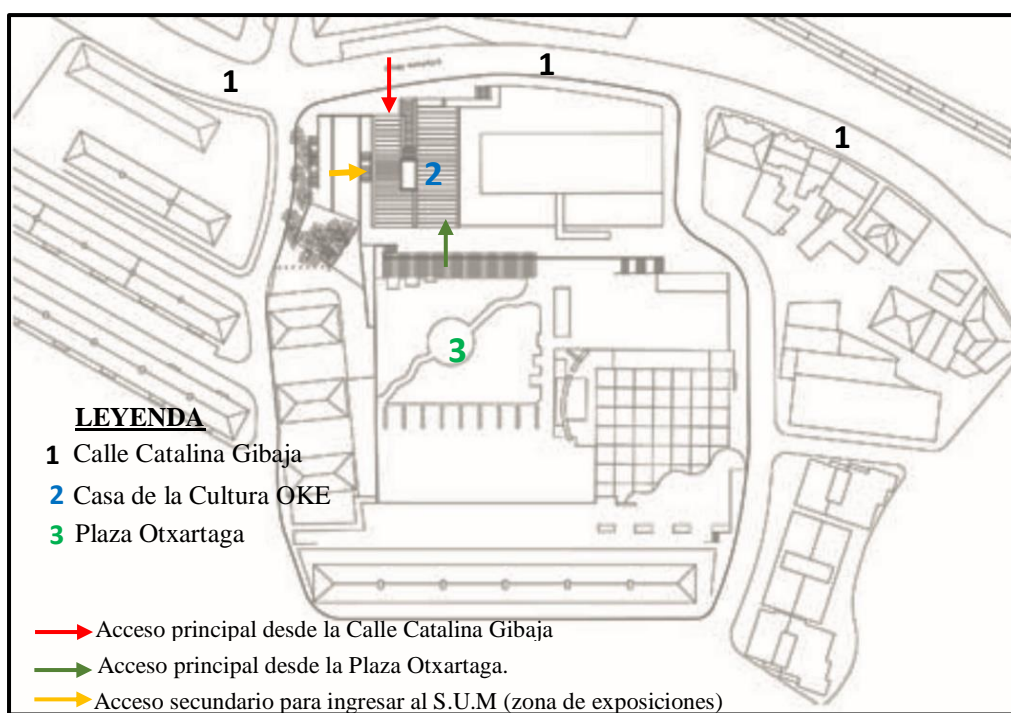 1
1
1
2
3
LEYENDA
1 Calle Catalina Gibaja
2 Casa de la Cultura OKE
3 Plaza Otxartaga
Acceso principal desde la Calle Catalina Gibaja
Acceso principal desde la Plaza Otxartaga.
Acceso secundario para ingresar al S.U.M (zona de exposiciones)